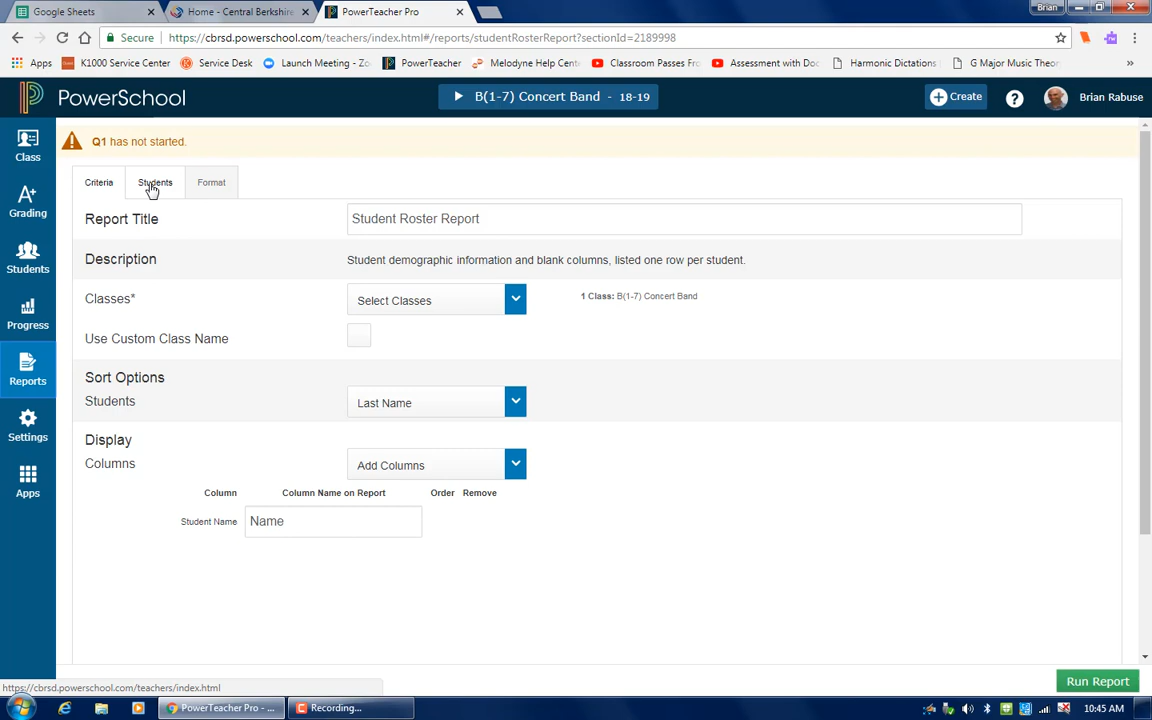 Google Sheets
Home - Central Berkshire
PowerTeacher Pro
Brian
Secure
https://cbrsd.powerschool.com/teachers/index.html#/reports/studentRosterReport?sectionId=2189998
Apps
K1000 Service Center
Service Desk
Launch Meeting - Zo
PowerTeacher
Melodyne Help Cent
Classroom Passes Fro
Assessment with Doc
Harmonic Dictations
G Major Music Theor
»
PowerSchool
B(1-7) Concert Band - 18-19
Create
?
Brian Rabuse
Class
Q1 has not started.
Criteria
Students
Format
A+
Grading
Report Title
Student Roster Report
Students
Description
Student demographic information and blank columns, listed one row per student.
Classes*
Select Classes
1 Class: B(1-7) Concert Band
Progress
Use Custom Class Name
Reports
Sort Options
Students
Last Name
Settings
Display
Columns
Add Columns
Apps
Column
Column Name on Report
Order
Remove
Student Name
Name
Run Report
https://cbrsd.powerschool.com/teachers/index.html
PowerTeacher Pro - ...
Recording...
10:45 AM